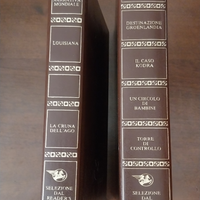 MONDIALE
LOUISIANA
LA CRUNA
DELL'AGO
SELEZIONE
DAL
READER'S
DESTINAZIONE
GROENLANDIA
IL CASO
KODRA
UN CIRCOLO
DI
BAMBINI
TORRE
DI
CONTROLLO
SELEZIONE
DAL